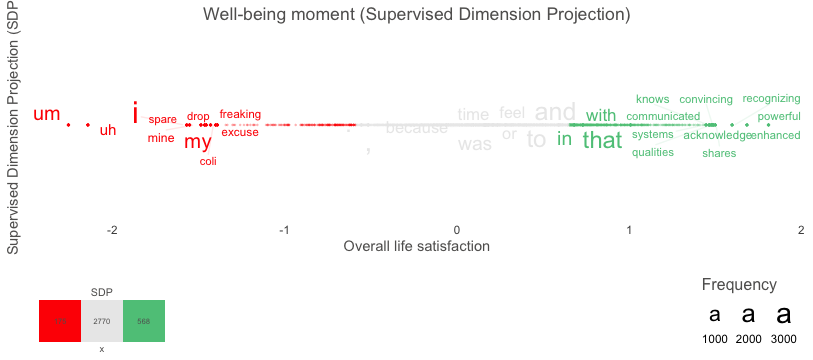 Well-being moment (Supervised Dimension Projection)
Supervised Dimension Projection (SDP
knows convincing recognizing
um i spare drop freaking time feel and with communicated powerful
uh mine my excuse because was or to in that systems acknowledge enhanced
coli , qualities shares
-2 -1 0 1 2
Overall life satisfaction
SDP
2770 568
x
Frequency
a a a
1000 2000 3000